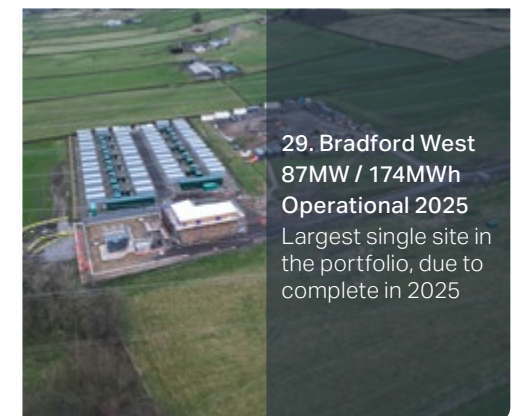 29. Bradford West
87MW / 174MWh
Operational 2025
Largest single site in
the portfolio, due to
complete in 2025